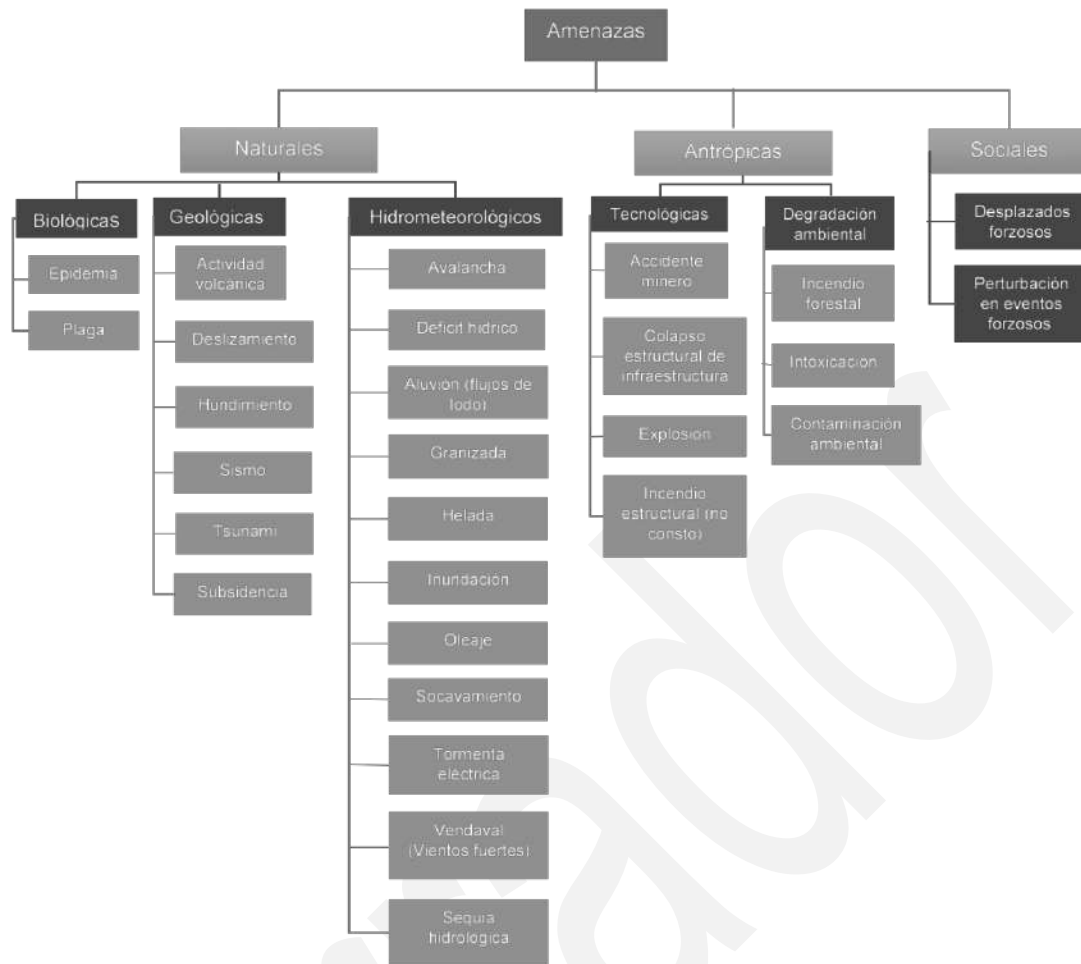 Amenazas
Naturales
Antrópicas
Sociales
Biológicas
Epidemia
Plaga
Geológicas
Actividad
volcánica
Deslizamiento
Hundimiento
Sismo
Tsunami
Subsidencia
Hidrometeorológicos
Avalancha
Déficit hídrico
Aluvión (flujos de
lodo)
Granizada
Helada
Inundación
Oleaje
Socavamiento
Tormenta
eléctrica
Vendaval
(Vientos fuertes)
Sequía
hidrológica
Tecnológicas
Accidente
minero
Colapso
estructural de
infraestructura
Explosión
Incendio
estructural (no
consto)
Degradación
ambiental
Incendio
forestal
Intoxicación
Contaminación
ambiental
Desplazados
forzosos
Perturbación
en eventos
forzosos